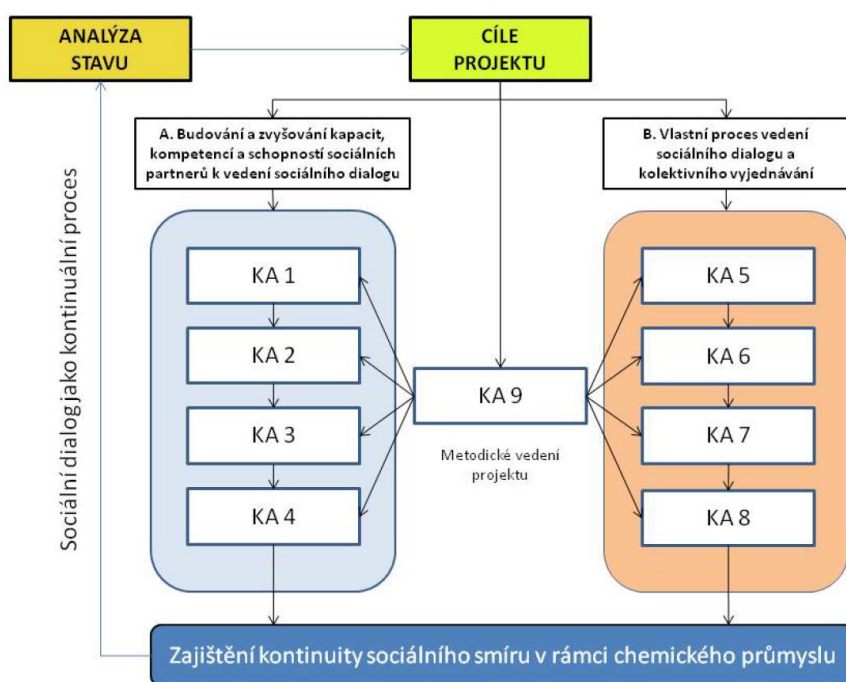 ANALÝZA
STAVU
CÍLE
PROJEKTU
A. Budování a zvyšování kapacit,
kompetencí a schopností sociálních
partnerů k vedení sociálního dialogu
B. Vlastní proces vedení
sociálního dialogu a
kolektivního vyjednávání
Sociální dialog jako kontinuální proces
KA 1
KA 2
KA 3
KA 4
KA 9
Metodické vedení
projektu
KA 5
KA 6
KA 7
KA 8
Zajištění kontinuity sociálního smíru v rámci chemického průmyslu